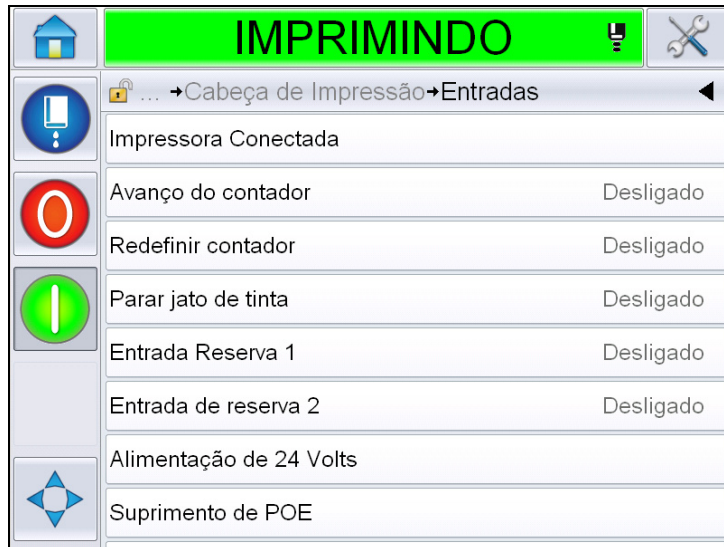 IMPRIMINDO
... →Cabeça de Impressão→Entradas
Impressora Conectada
Avanço do contador Desligado
Redefinir contador Desligado
Parar jato de tinta Desligado
Entrada Reserva 1 Desligado
Entrada de reserva 2 Desligado
Alimentação de 24 Volts
Suprimento de POE